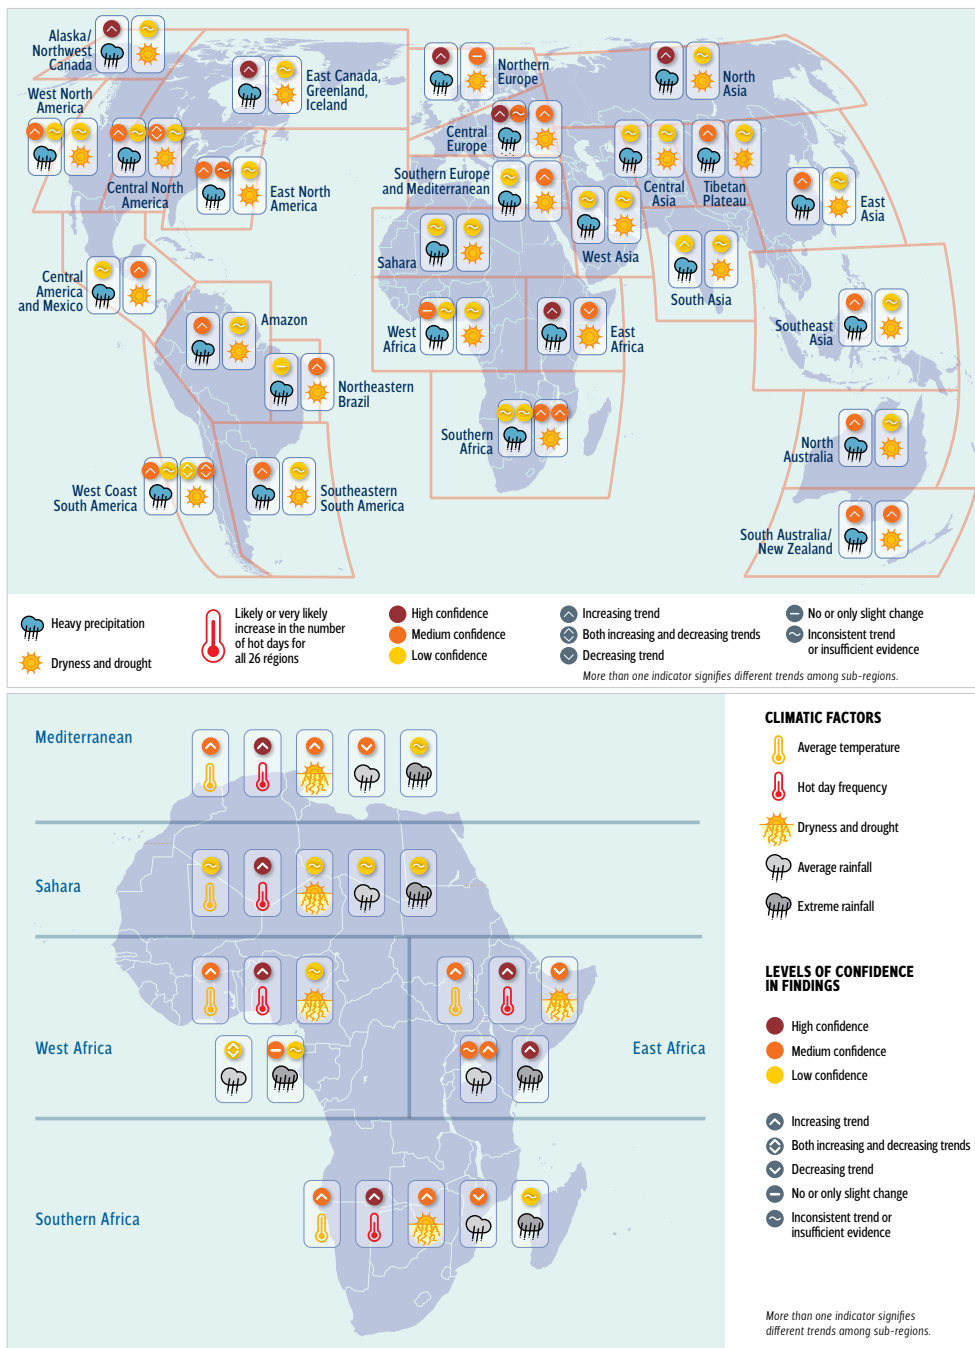 Alaska/
Northwest
Canada
East Canada,
Greenland,
Iceland
Northern
Europe
North
Asia
West North
America
Central North
America
East North
America
Central
Europe
Southern Europe
and Mediterranean
Central
Asia
Tibetan
Plateau
East
Asia
West Asia
Sahara
South Asia
Central
America
and Mexico
Amazon
Northeastern
Brazil
West
Africa
East
Africa
Southeast
Asia
Southern
Africa
North
Australia
West Coast
South America
Southeastern
South America
South Australia/
New Zealand
Heavy precipitation
Dryness and drought
Likely or very likely
increase in the number
of hot days for
all 26 régions
High confidence
Medium confidence
Low confidence
Increasing trend
Both increasing and decreasing trends
Decreasing trend
No or only slight change
Inconsistent trend
or insufficient evidence
More than one indicator signifies different trends among sub-regions.
Mediterranean
Sahara
West Africa
East Africa
Southern Africa
CLIMATIC FACTORS
Average temperature
Hot day frequency
Dryness and drought
Average rainfall
Extreme rainfall
LEVELS OF CONFIDENCE
IN FINDINGS
High confidence
Medium confidence
Low confidence
Increasing trend
Both increasing and decreasing trends
Decreasing trend
No or only slight change
Inconsistent trend or
insufficient evidence
More than one indicator signifies
different trends among sub-regions.